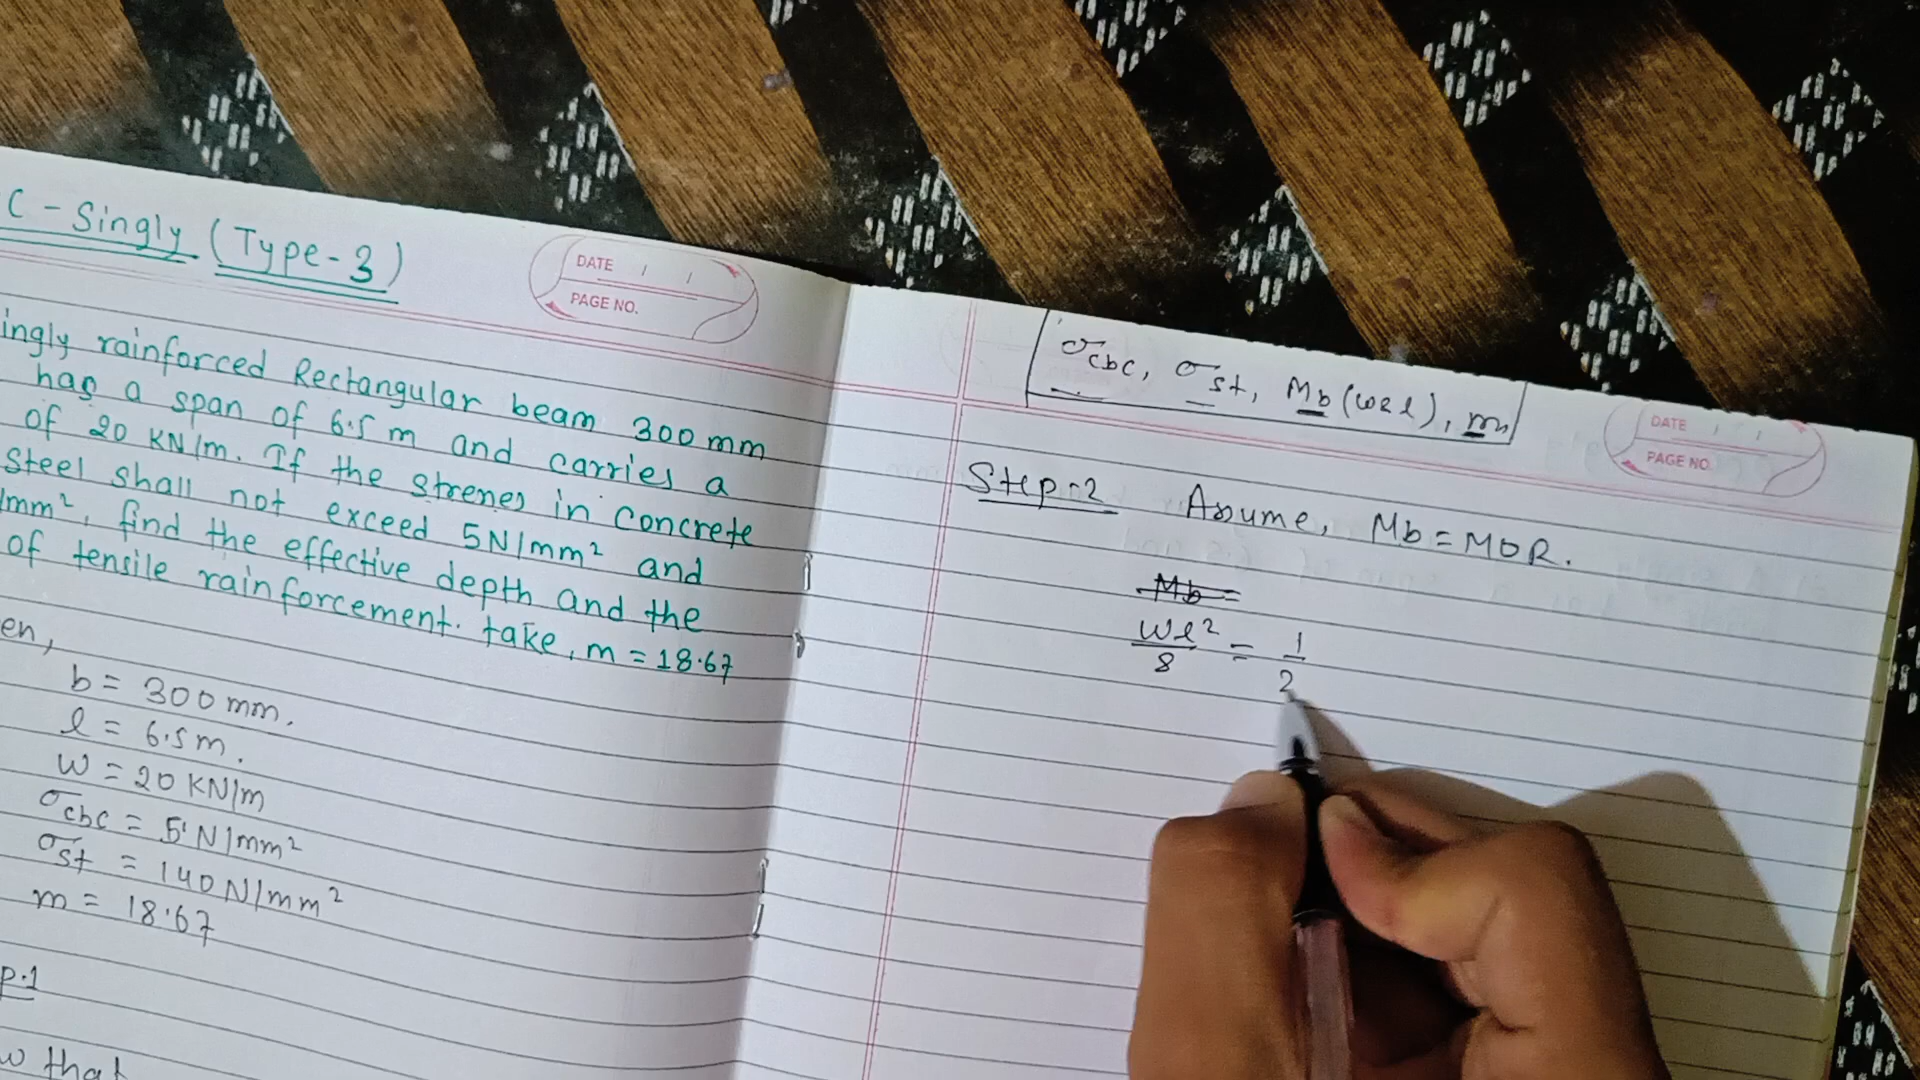 C - Singly (Type-3)
DATE / /
PAGE NO.
ingly rainforced Rectangular beam 300 mm
has a span of 6.5 m and carries a
of 20 KN/m. If the stresses in concrete
steel shall not exceed 5N/mm² and
/mm², find the effective depth and the
of tensile rainforcement. take, m = 18.67
en,
b = 300 mm.
l = 6.5 m.
w = 20 KN/m
σcbc = 5 N/mm²
σst = 140 N/mm²
m = 18.67
p.1
w that
σcbc, σst, Mb (w & l), m
DATE / /
PAGE NO.
Step-2 Assume, Mb = MOR.
Mb =
wl²/8 = 1/2